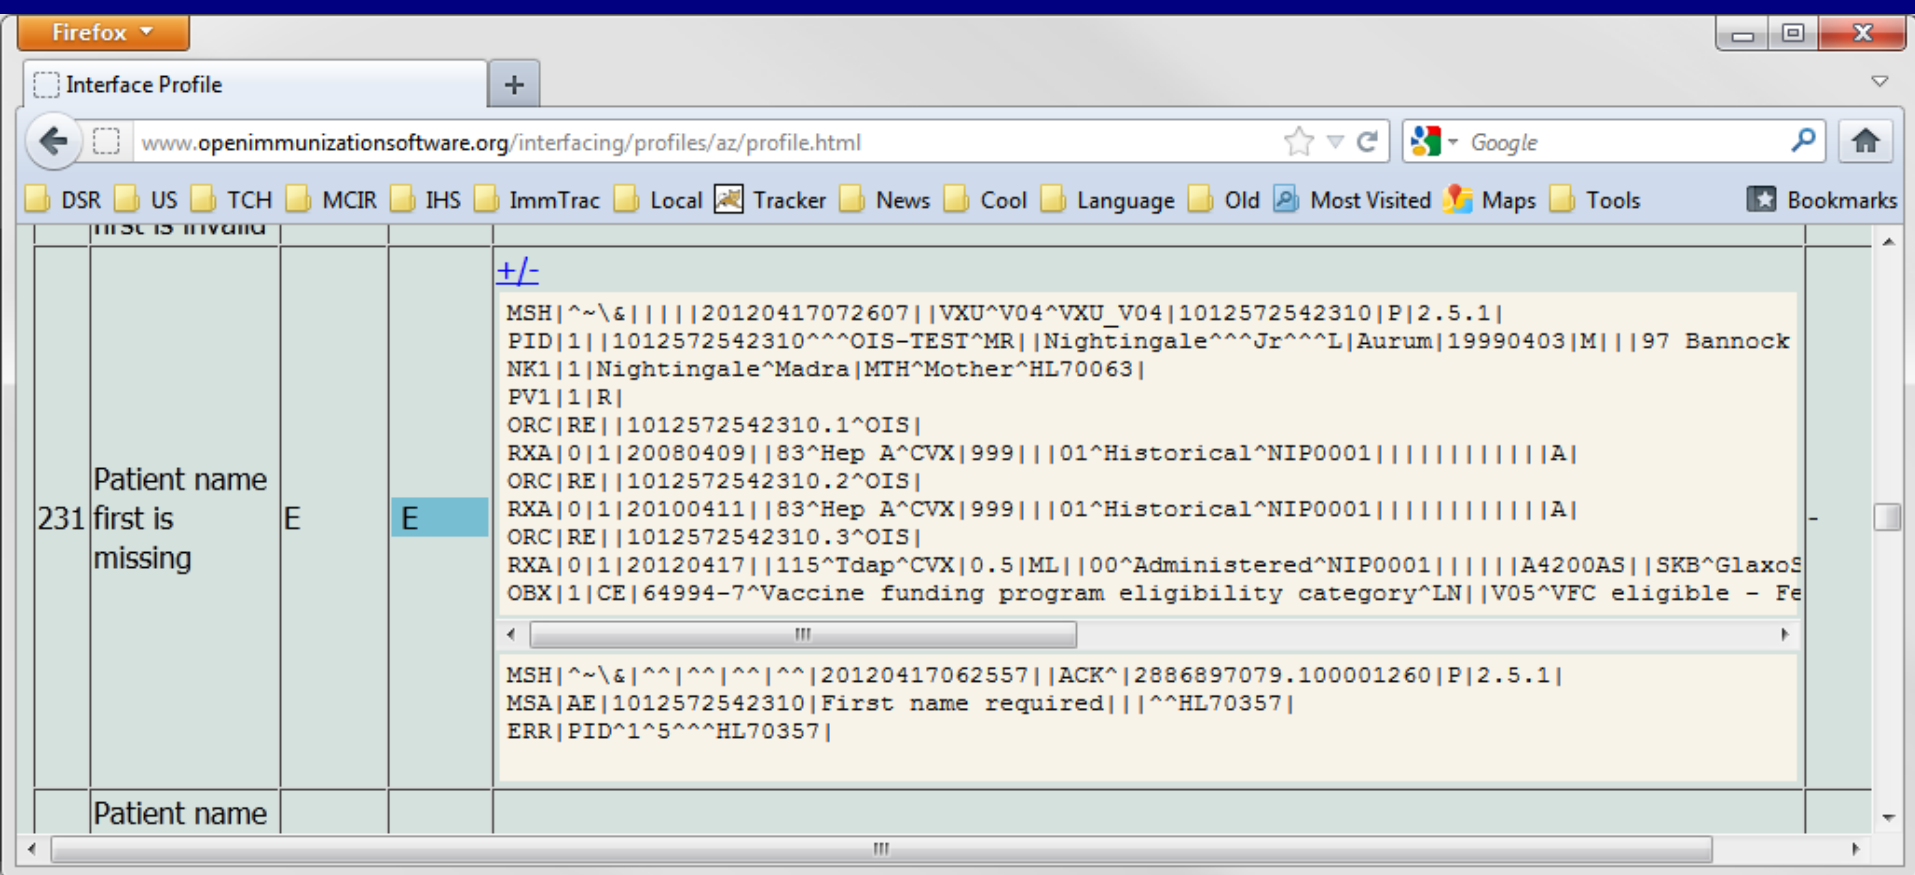 Firefox
Interface Profile
www.openimmunizationsoftware.org/interfacing/profiles/az/profile.html
Google
DSR US TCH MCIR IHS ImmTrac Local Tracker News Cool Language Old Most Visited Maps Tools Bookmarks
first is invalid
+/-
MSH|^~\&|||||20120417072607||VXU^V04^VXU_V04|1012572542310|P|2.5.1|
PID|1||1012572542310^^^OIS-TEST^MR||Nightingale^^^Jr^^^L|Aurum|19990403|M|||97 Bannock
NK1|1|Nightingale^Madra|MTH^Mother^HL70063|
PV1|1|R|
ORC|RE||1012572542310.1^OIS|
RXA|0|1|20080409||83^Hep A^CVX|999|||01^Historical^NIP0001||||||||||||A|
ORC|RE||1012572542310.2^OIS|
RXA|0|1|20100411||83^Hep A^CVX|999|||01^Historical^NIP0001||||||||||||A|
ORC|RE||1012572542310.3^OIS|
RXA|0|1|20120417||115^Tdap^CVX|0.5|ML||00^Administered^NIP0001||||||A4200AS||SKB^GlaxoS
OBX|1|CE|64994-7^Vaccine funding program eligibility category^LN||V05^VFC eligible - Fe
231
Patient name
first is
missing
E
E
-
MSH|^~\&|^^|^^|^^|^^|20120417062557||ACK^|2886897079.100001260|P|2.5.1|
MSA|AE|1012572542310|First name required|||^^HL70357|
ERR|PID^1^5^^^HL70357|
Patient name